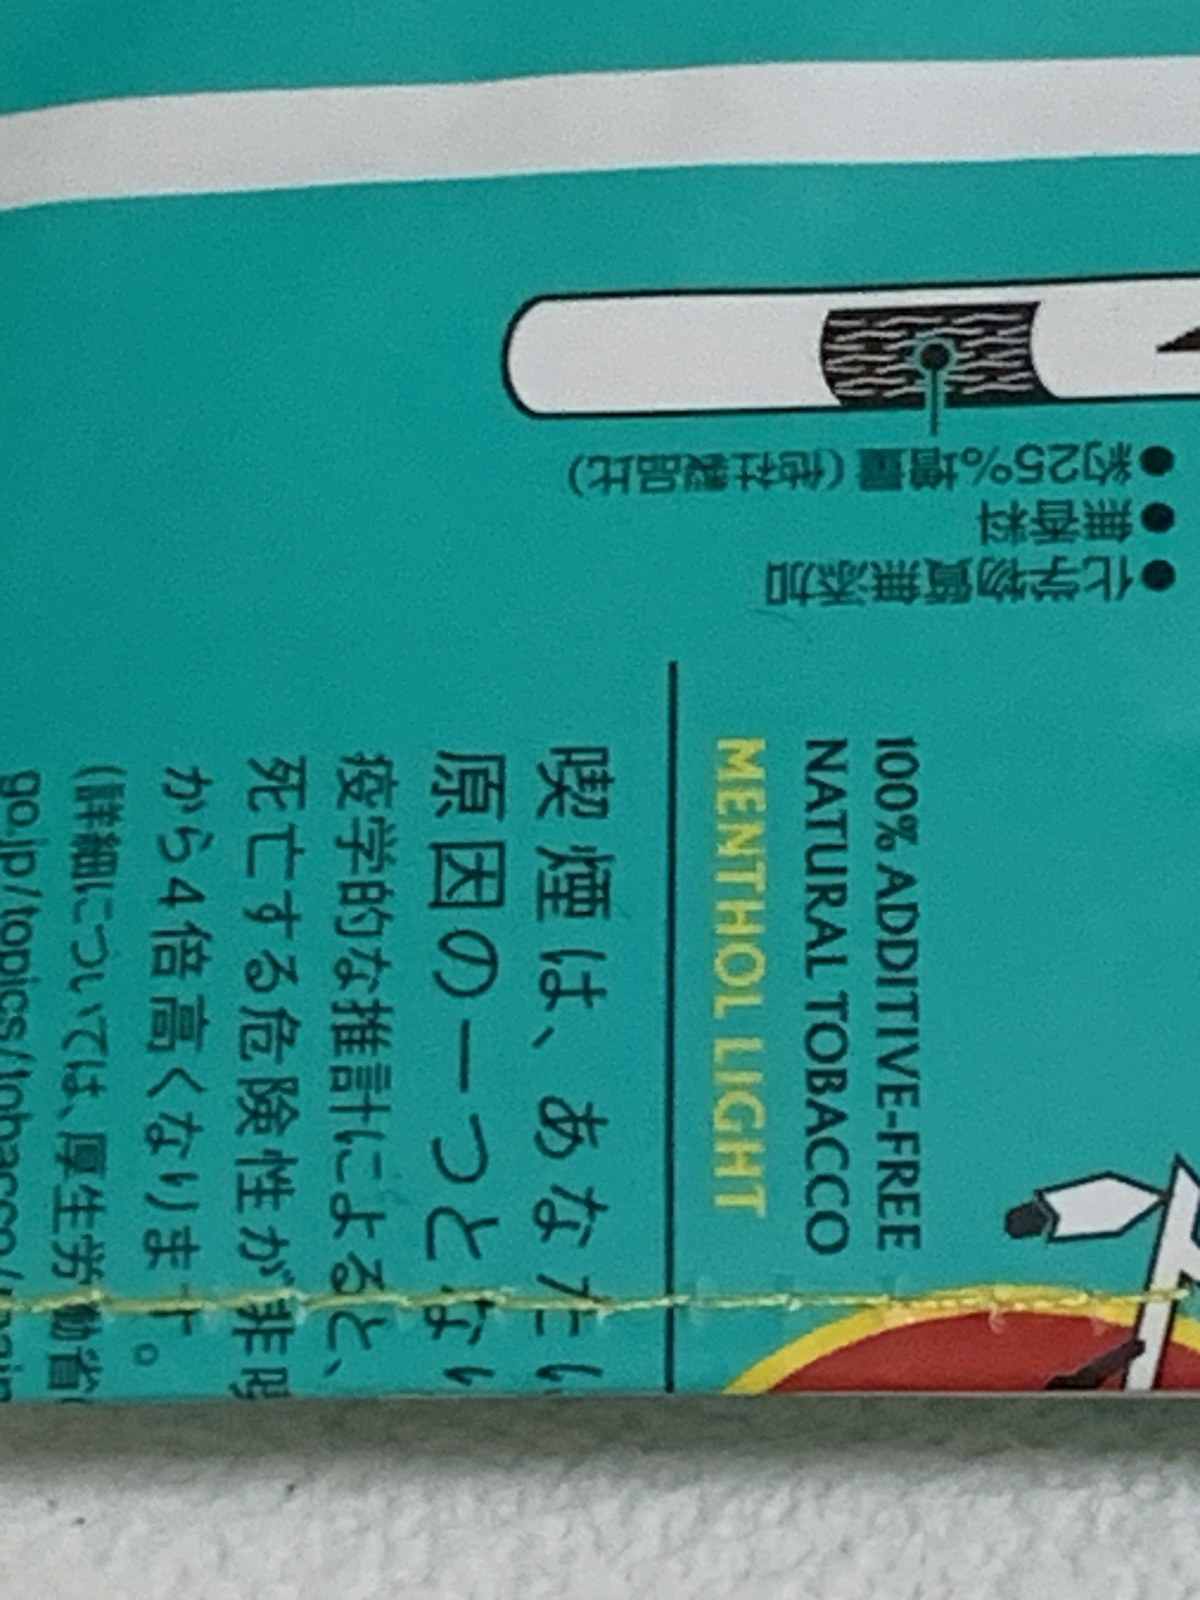 ●約25%増量(他社製品比)
●無香料
●化学物質無添加
100% ADDITIVE-FREE
NATURAL TOBACCO
MENTHOL LIGHT
喫煙は、あなたに
原因の一つとな
疫学的な推計によると、
死亡する危険性が非
から4倍高くなります。
(詳細については、厚生労働省
go.jp/topics/tobacco/main